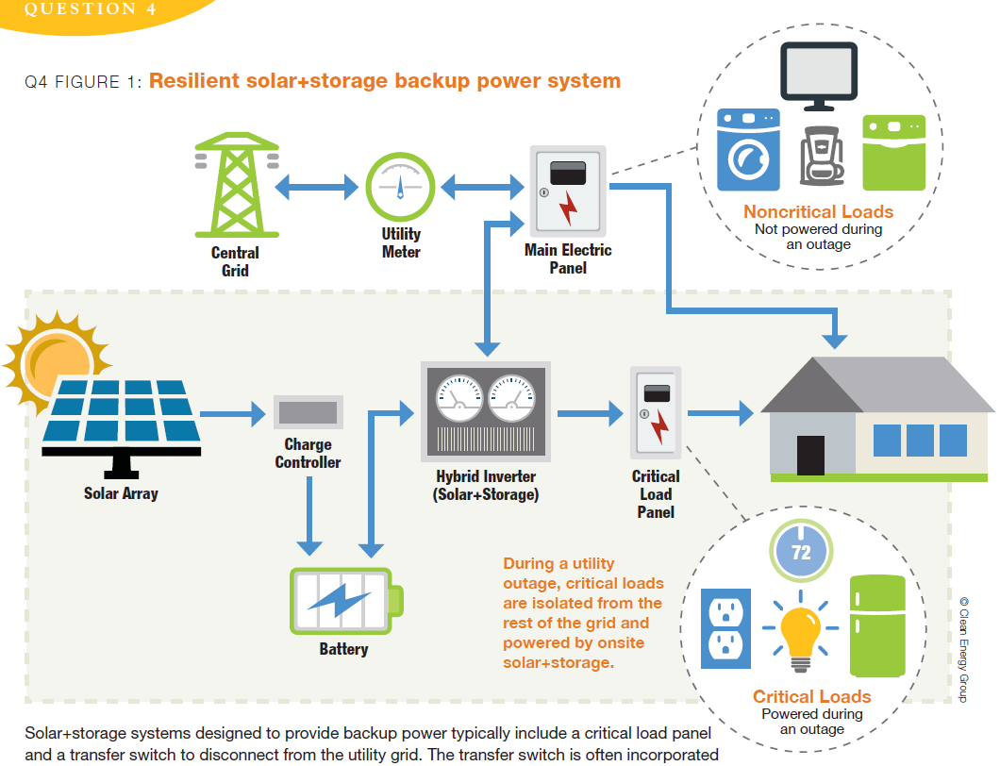 QUESTION 4
Q4 FIGURE 1: Resilient solar+storage backup power system
Noncritical Loads
Not powered during
an outage
Central
Grid
Utility
Meter
Main Electric
Panel
Solar Array
Charge
Controller
Hybrid Inverter
(Solar+Storage)
Critical
Load
Panel
Battery
During a utility
outage, critical loads
are isolated from the
rest of the grid and
powered by onsite
solar+storage.
72
Critical Loads
Powered during
an outage
© Clean Energy Group
Solar+storage systems designed to provide backup power typically include a critical load panel
and a transfer switch to disconnect from the utility grid. The transfer switch is often incorporated